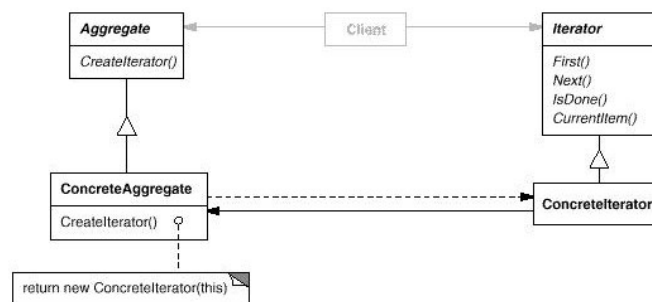 Aggregate
CreateIterator()
Client
Iterator
First()
Next()
IsDone()
CurrentItem()
ConcreteAggregate
CreateIterator()
ConcreteIterator
return new ConcreteIterator(this)